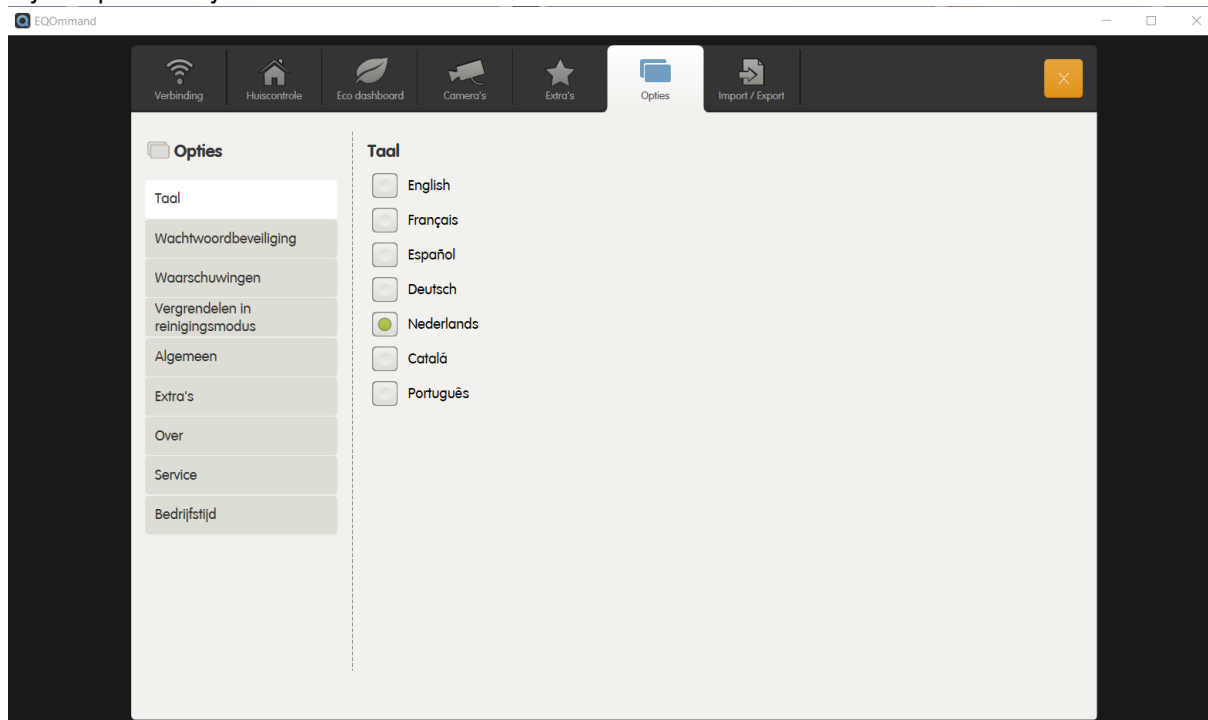 EQOmmand
Verbinding
Huiscontrole
Eco dashboard
Camera's
Extra's
Opties
Import / Export
Opties
Taal
Wachtwoordbeveiliging
Waarschuwingen
Vergrendelen in
reinigingsmodus
Algemeen
Extra's
Over
Service
Bedrijfstijd
Taal
English
Français
Español
Deutsch
Nederlands
Catalá
Português